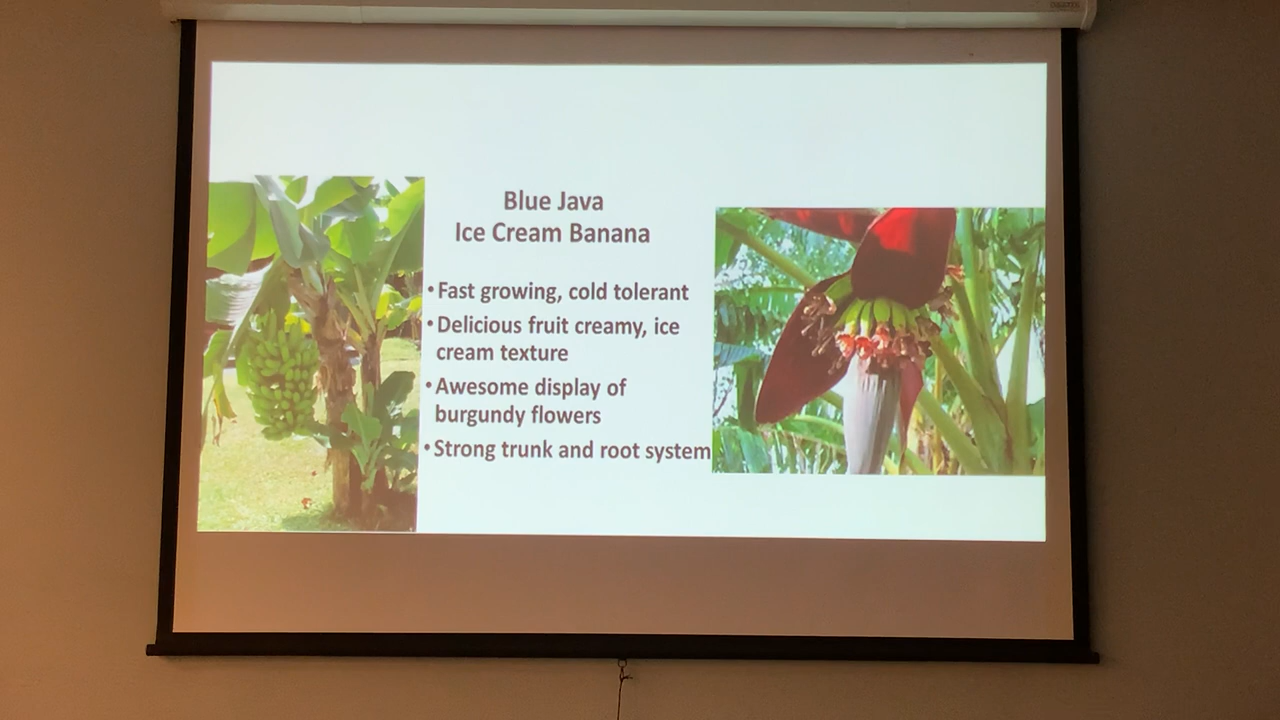 Blue Java
Ice Cream Banana
•Fast growing, cold tolerant
•Delicious fruit creamy, ice
cream texture
•Awesome display of
burgundy flowers
•Strong trunk and root system